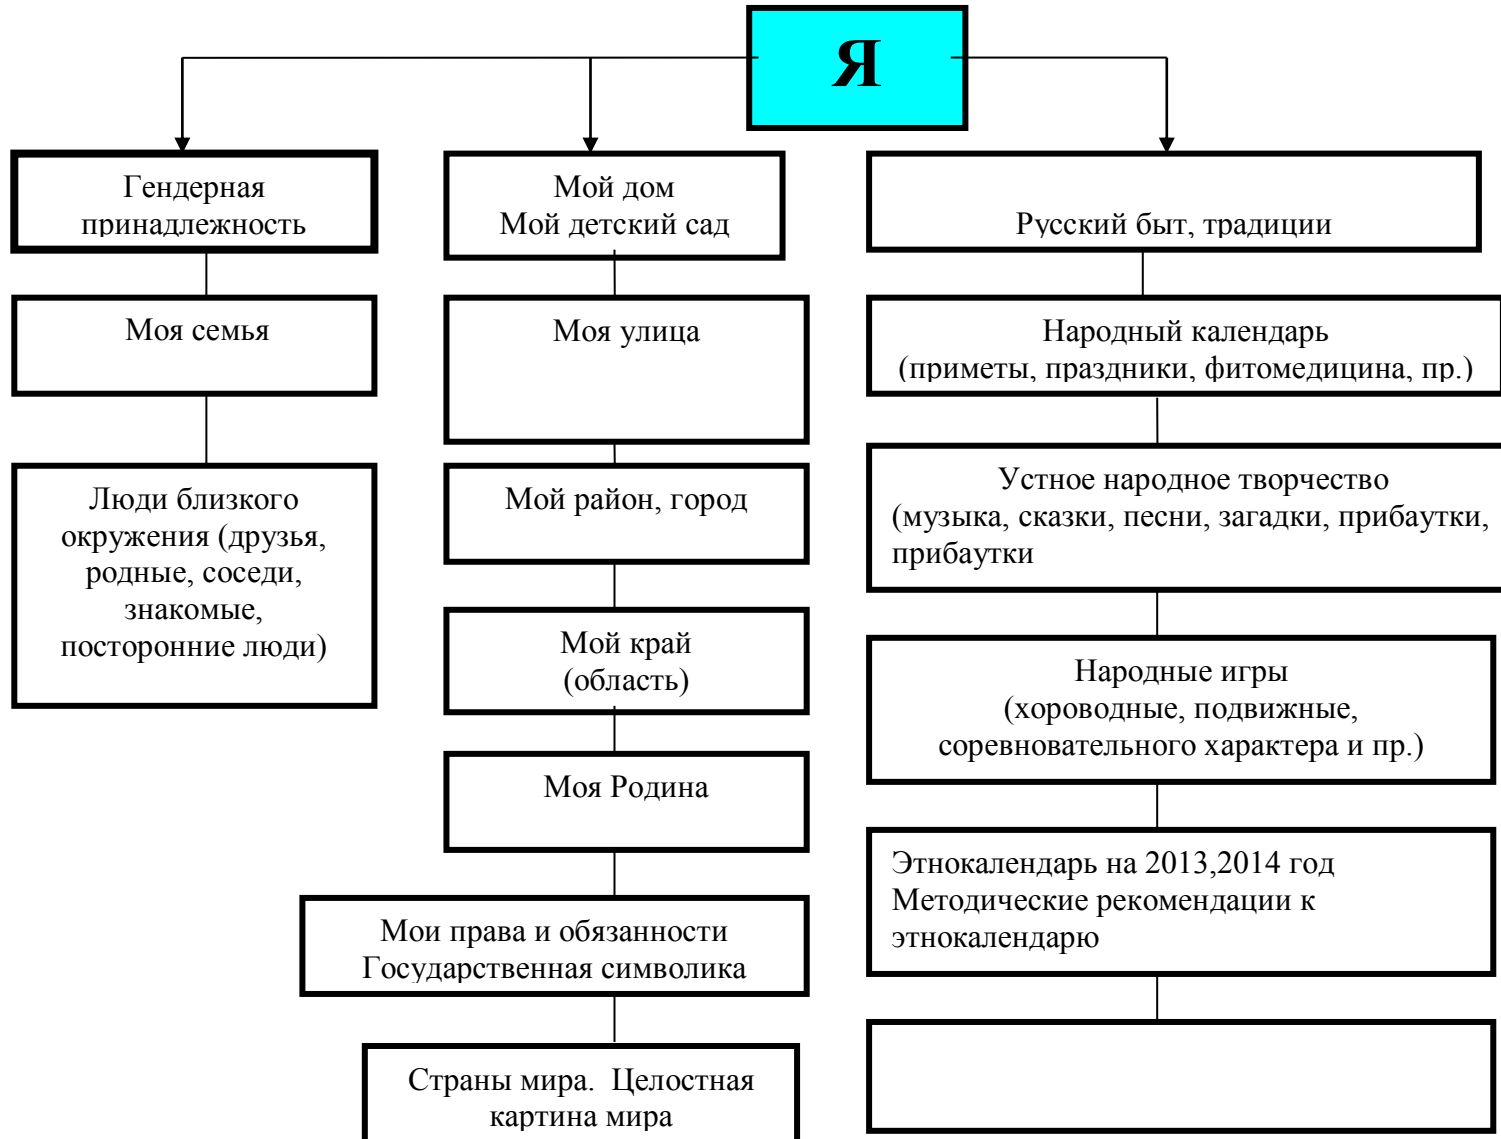 Я
Гендерная
принадлежность
Моя семья
Люди близкого
окружения (друзья,
родные, соседи,
знакомые,
посторонние люди)
Мой дом
Мой детский сад
Моя улица
Мой район, город
Мой край
(область)
Моя Родина
Мои права и обязанности
Государственная символика
Страны мира.  Целостная
картина мира
Русский быт, традиции
Народный календарь
(приметы, праздники, фитомедицина, пр.)
Устное народное творчество
(музыка, сказки, песни, загадки, прибаутки,
прибаутки
Народные игры
(хороводные, подвижные,
соревновательного характера и пр.)
Этнокалендарь на 2013,2014 год
Методические рекомендации к
этнокалендарю